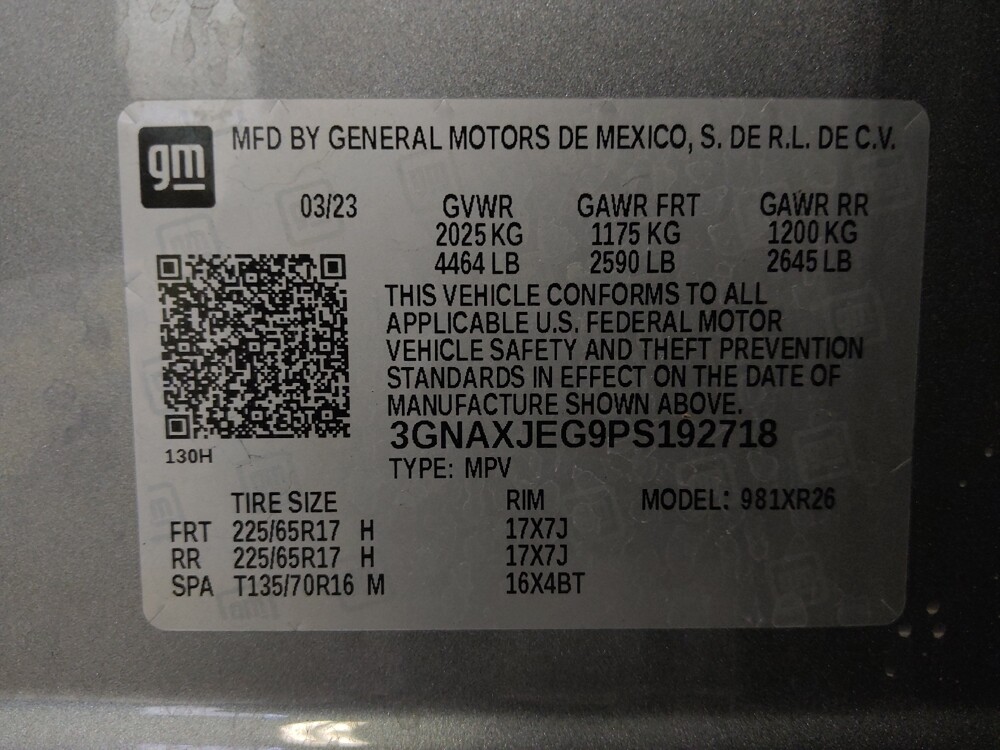 gm
MFD BY GENERAL MOTORS DE MEXICO, S. DE R.L. DE C.V.
03/23 GVWR GAWR FRT GAWR RR
2025 KG 1175 KG 1200 KG
4464 LB 2590 LB 2645 LB
THIS VEHICLE CONFORMS TO ALL
APPLICABLE U.S. FEDERAL MOTOR
VEHICLE SAFETY AND THEFT PREVENTION
STANDARDS IN EFFECT ON THE DATE OF
MANUFACTURE SHOWN ABOVE.
3GNAXJEG9PS192718
130H
TYPE: MPV
TIRE SIZE RIM MODEL: 981XR26
FRT 225/65R17 H 17X7J
RR 225/65R17 H 17X7J
SPA T135/70R16 M 16X4BT